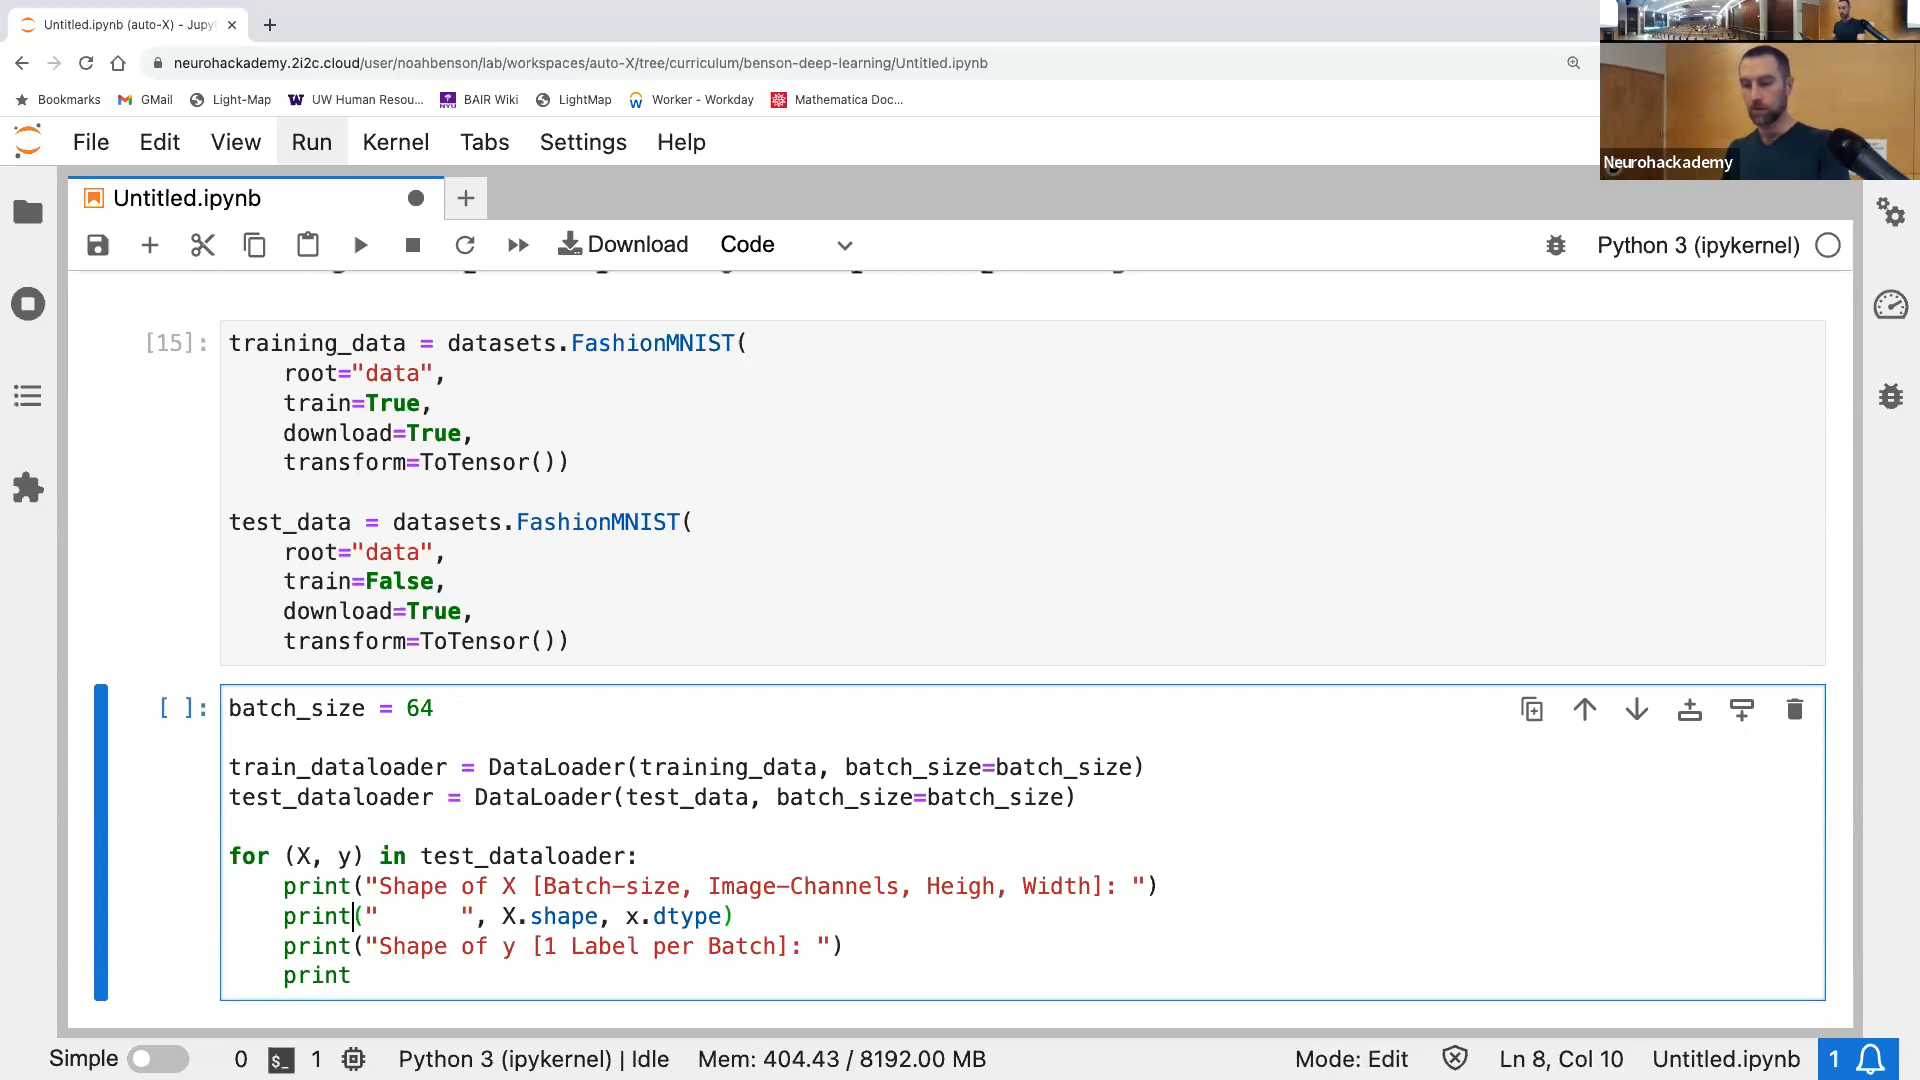 Untitled.ipynb (auto-X) - Jupy
neurohackademy.2i2c.cloud/user/noahbenson/lab/workspaces/auto-X/tree/curriculum/benson-deep-learning/Untitled.ipynb
Bookmarks GMail Light-Map UW Human Resou... BAIR Wiki LightMap Worker - Workday Mathematica Doc...
File Edit View Run Kernel Tabs Settings Help
Neurohackademy
Untitled.ipynb
Download Code Python 3 (ipykernel)
[15]: training_data = datasets.FashionMNIST(
root="data",
train=True,
download=True,
transform=ToTensor())
test_data = datasets.FashionMNIST(
root="data",
train=False,
download=True,
transform=ToTensor())
[ ]: batch_size = 64
train_dataloader = DataLoader(training_data, batch_size=batch_size)
test_dataloader = DataLoader(test_data, batch_size=batch_size)
for (X, y) in test_dataloader:
print("Shape of X [Batch-size, Image-Channels, Heigh, Width]: ")
print("      ", X.shape, x.dtype)
print("Shape of y [1 Label per Batch]: ")
print
Simple 0 $_ 1 Python 3 (ipykernel) | Idle Mem: 404.43 / 8192.00 MB Mode: Edit Ln 8, Col 10 Untitled.ipynb 1